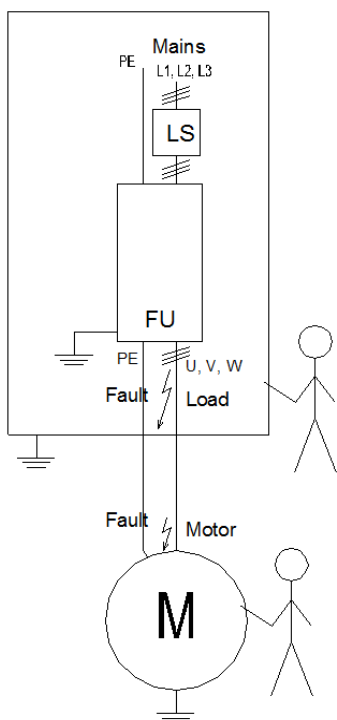 Mains
PE L1, L2, L3
LS
FU
PE U, V, W
Fault Load
Fault Motor
M